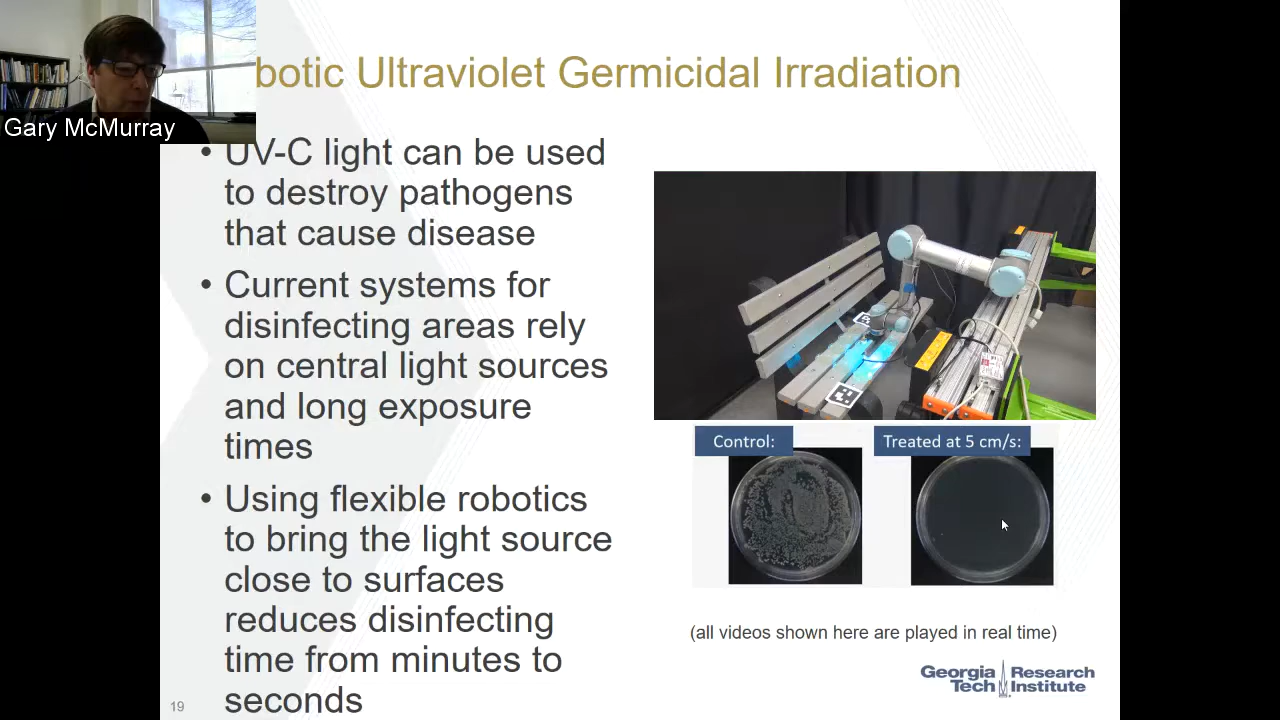 botic Ultraviolet Germicidal Irradiation
Gary McMurray
• UV-C light can be used
to destroy pathogens
that cause disease
• Current systems for
disinfecting areas rely
on central light sources
and long exposure
times
• Using flexible robotics
to bring the light source
close to surfaces
reduces disinfecting
time from minutes to
seconds
Control:
Treated at 5 cm/s:
(all videos shown here are played in real time)
Georgia Tech
Research Institute
19